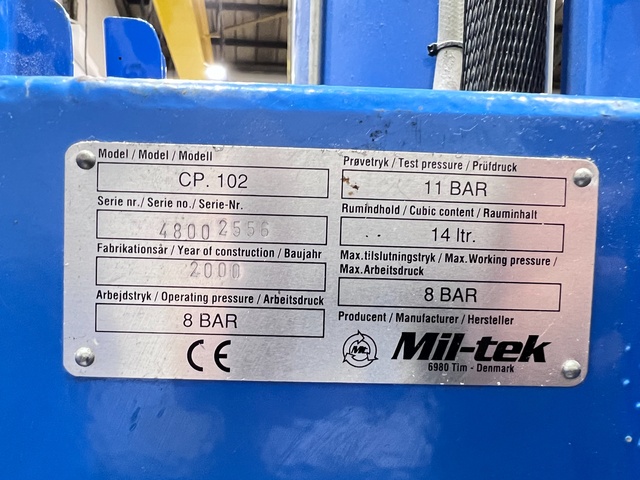 Model / Model / Modell
CP. 102
Serie nr./ Serie no./ Serie-Nr.
48002556
Fabrikationsår / Year of construction / Baujahr
2000
Arbejdstryk / Operating pressure / Arbeitsdruck
8 BAR
CE
Prøvetryk / Test pressure / Prüfdruck
11 BAR
Rumindhold / Cubic content / Rauminhalt
14 ltr.
Max.tilslutningstryk / Max. Working pressure /
Max.Arbeitsdruck
8 BAR
Producent / Manufacturer / Hersteller
Mil-tek
6980 Tim - Denmark